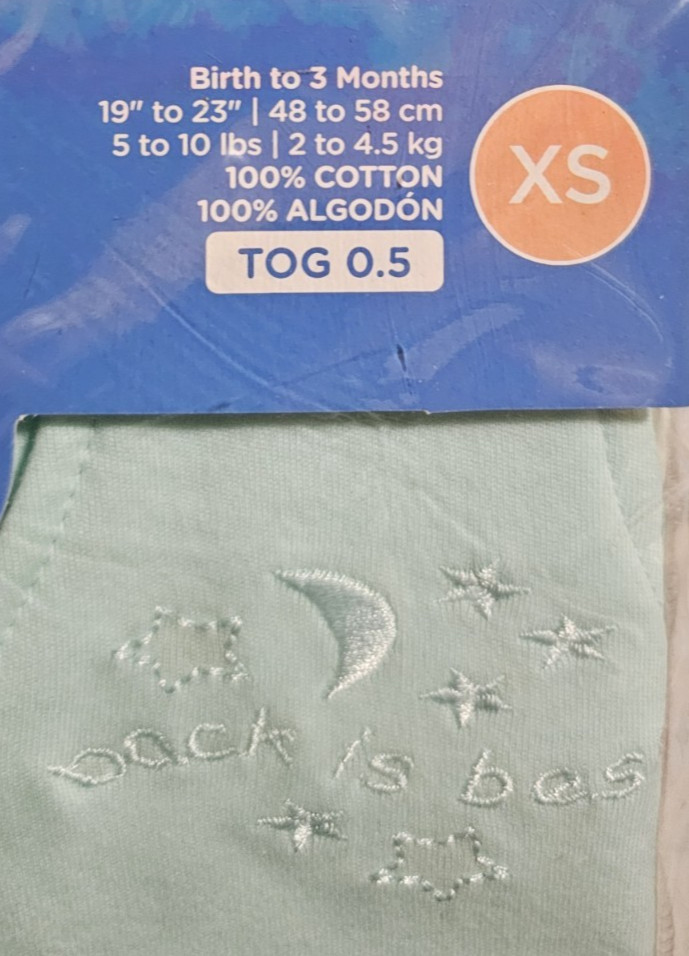 Birth to 3 Months
19" to 23" | 48 to 58 cm
5 to 10 lbs | 2 to 4.5 kg
100% COTTON
100% ALGODÓN
TOG 0.5
XS
back is bes